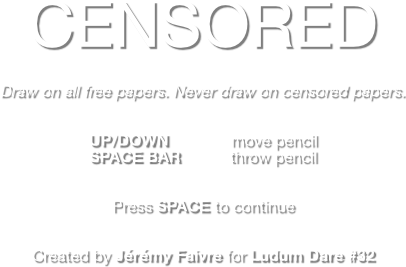 CENSORED
Draw on all free papers. Never draw on censored papers.
UP/DOWN move pencil
SPACE BAR throw pencil
Press SPACE to continue
Created by Jérémy Faivre for Ludum Dare #32